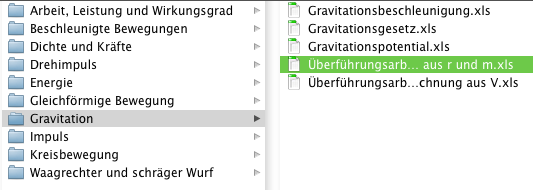 Arbeit, Leistung und Wirkungsgrad
Beschleunigte Bewegungen
Dichte und Kräfte
Drehimpuls
Energie
Gleichförmige Bewegung
Gravitation
Impuls
Kreisbewegung
Waagrechter und schräger Wurf
Gravitationsbeschleunigung.xls
Gravitationsgesetz.xls
Gravitationspotential.xls
Überführungsarb... aus r und m.xls
Überführungsarb...chnung aus V.xls